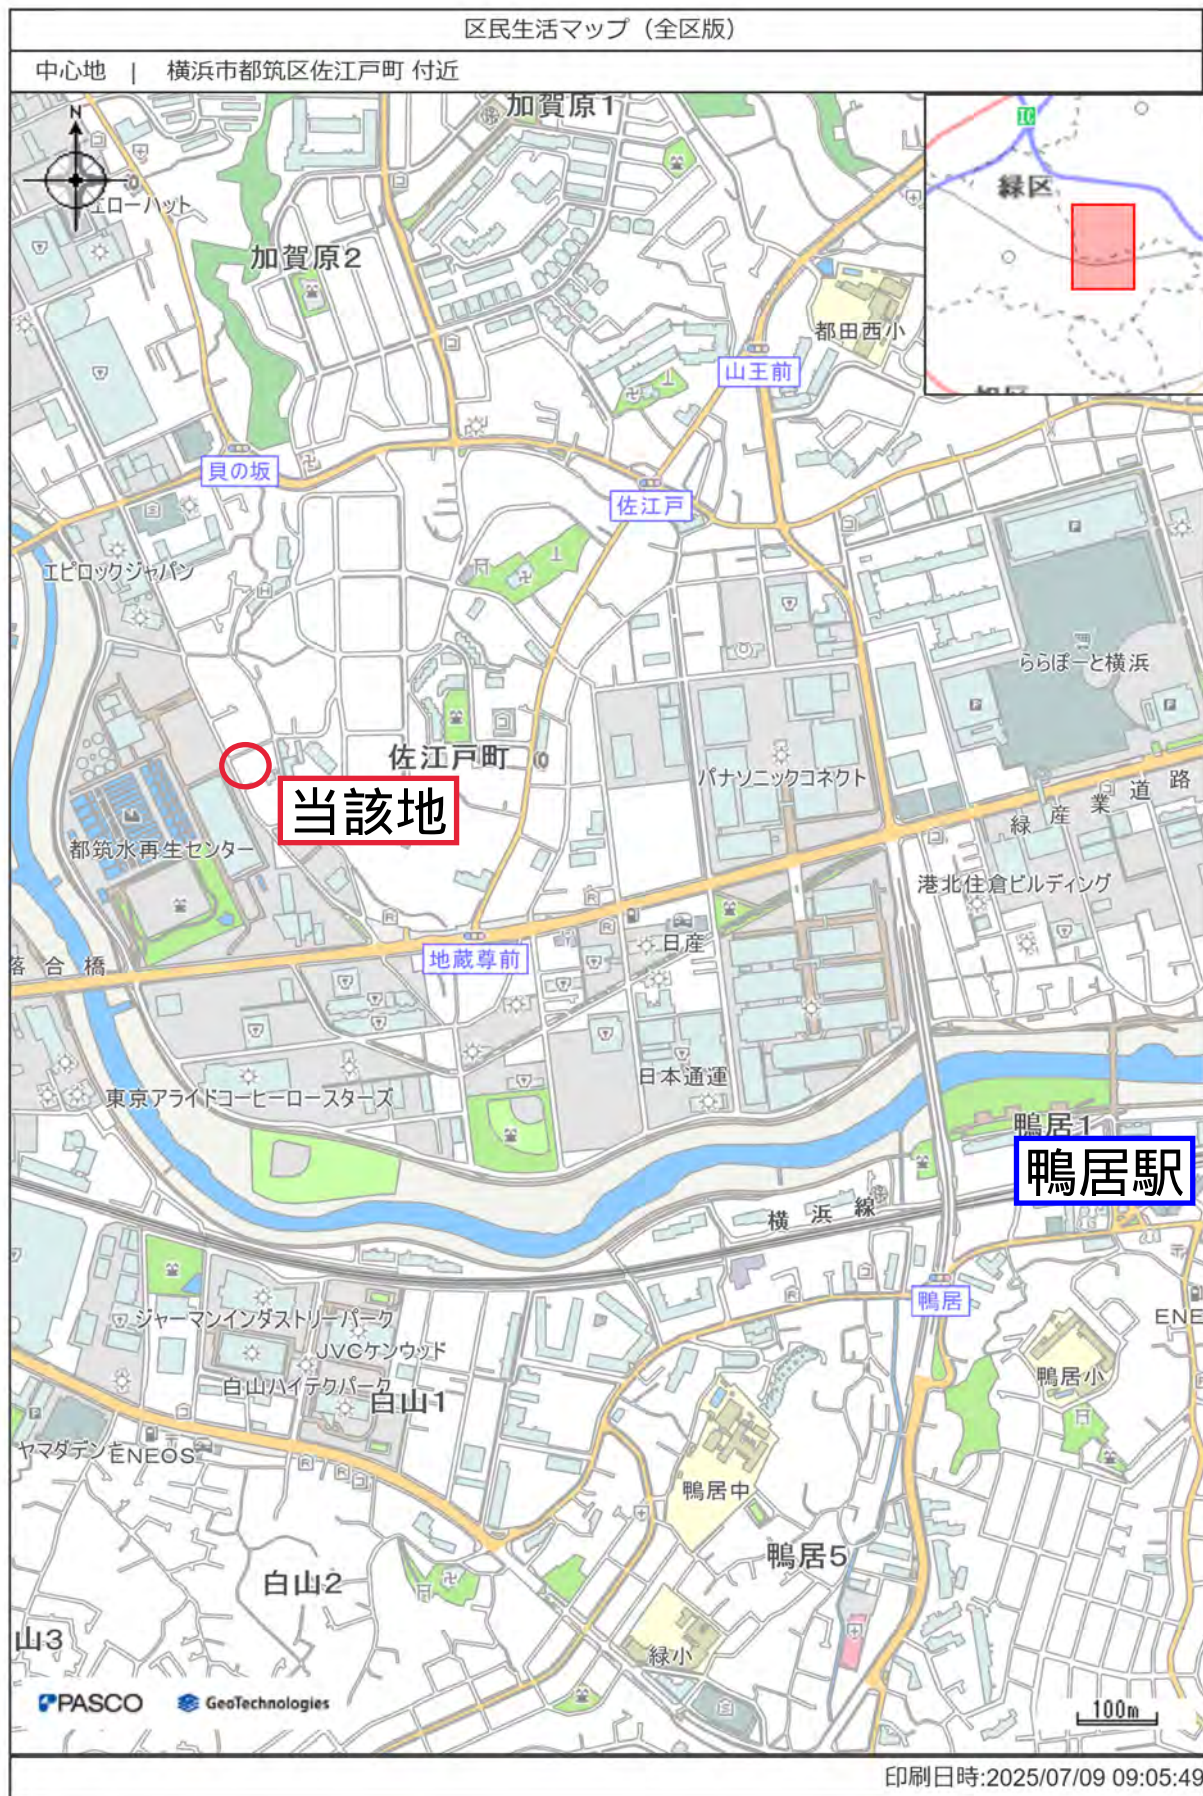 区民生活マップ（全区版）
中心地 | 横浜市都筑区佐江戸町 付近
加賀原1
N
IC
緑区
エローハット
加賀原2
都田西小
山王前
貝の坂
佐江戸
エピロックジャパン
ららぽーと横浜
佐江戸町
パナソニックコネクト
当該地
緑産業道路
都筑水再生センター
港北住倉ビルディング
日産
地蔵尊前
落合橋
日本通運
東京アライドコーヒーロースターズ
鴨居1
鴨居駅
横浜線
鴨居
ジャーマンインダストリーパーク
ENE
JVCケンウッド
鴨居小
白山ハイテクパーク
白山1
ヤマダデンキ
ENEOS
鴨居中
鴨居5
白山2
山3
緑小
PASCO
GeoTechnologies
100m
印刷日時:2025/07/09 09:05:49